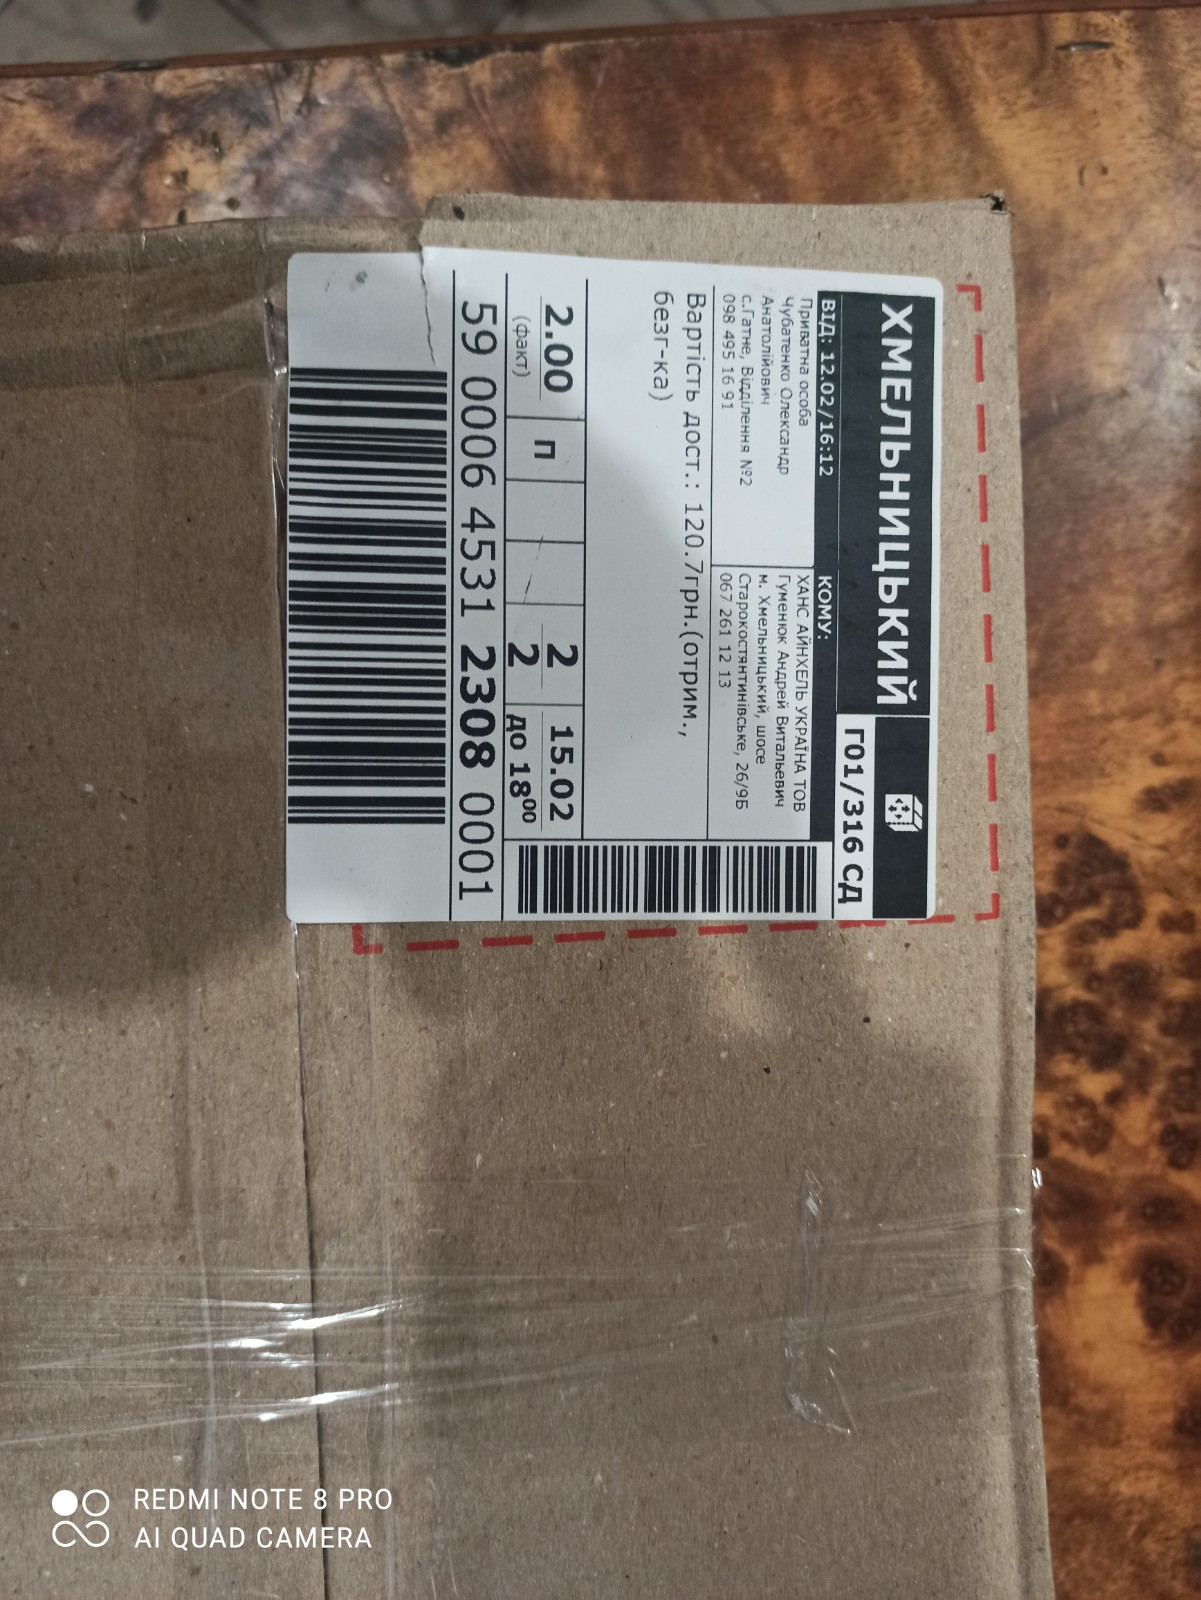 ХМЕЛЬНИЦЬКИЙ
Г01/316 СД
ВІД: 12.02/16:12
Приватна особа
Чубатенко Олександр
Анатолійович
с.Гатне, Відділення №2
098 495 16 91
КОМУ:
ХАНС АЙНХЕЛЬ УКРАЇНА ТОВ
Гуменюк Андрей Витальевич
м. Хмельницький, шосе
Старокостянтинівське, 26/9Б
067 261 12 13
Вартість дост.: 120.7грн.(отрим.,
безг-ка)
2.00
(факт)
П
2
2
15.02
до 18⁰⁰
59 0006 4531 2308 0001
REDMI NOTE 8 PRO
AI QUAD CAMERA